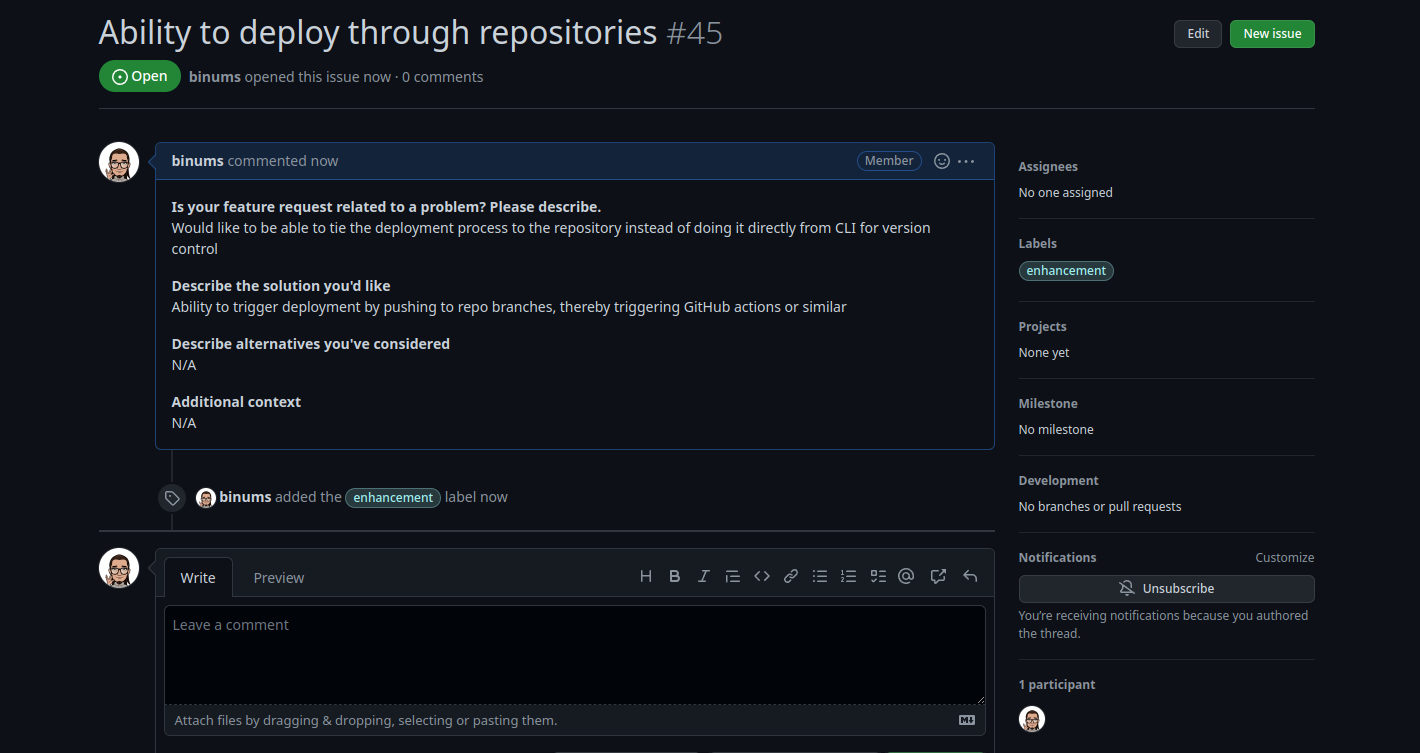 Ability to deploy through repositories #45
Edit
New issue
Open
binums opened this issue now · 0 comments
binums commented now
Member
Is your feature request related to a problem? Please describe.
Would like to be able to tie the deployment process to the repository instead of doing it directly from CLI for version
control
Describe the solution you'd like
Ability to trigger deployment by pushing to repo branches, thereby triggering GitHub actions or similar
Describe alternatives you've considered
N/A
Additional context
N/A
binums added the enhancement label now
Write
Preview
Leave a comment
Attach files by dragging & dropping, selecting or pasting them.
Assignees
No one assigned
Labels
enhancement
Projects
None yet
Milestone
No milestone
Development
No branches or pull requests
Notifications
Customize
Unsubscribe
You're receiving notifications because you authored
the thread.
1 participant